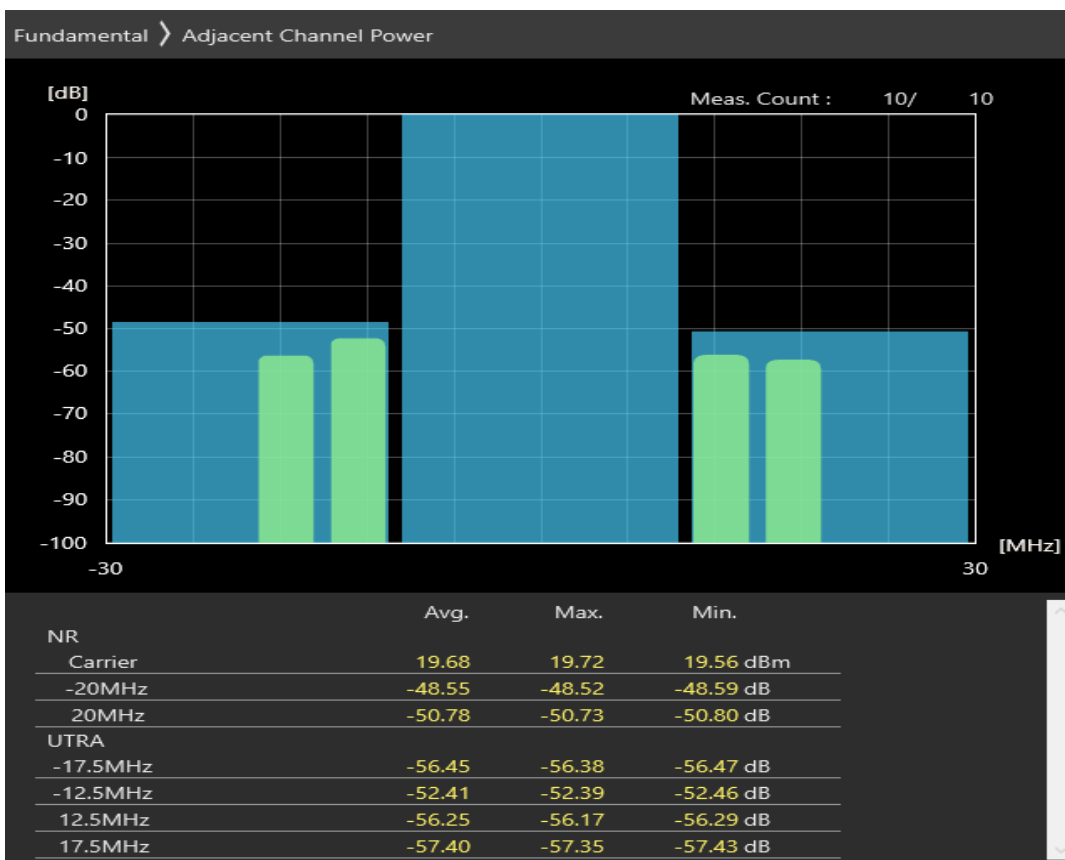 Fundamental 〉 Adjacent Channel Power
[dB]
Meas. Count : 10/ 10
0
-10
-20
-30
-40
-50
-60
-70
-80
-90
-100
[MHz]
-30 30
Avg. Max. Min.
NR
Carrier 19.68 19.72 19.56 dBm
-20MHz -48.55 -48.52 -48.59 dB
20MHz -50.78 -50.73 -50.80 dB
UTRA
-17.5MHz -56.45 -56.38 -56.47 dB
-12.5MHz -52.41 -52.39 -52.46 dB
12.5MHz -56.25 -56.17 -56.29 dB
17.5MHz -57.40 -57.35 -57.43 dB